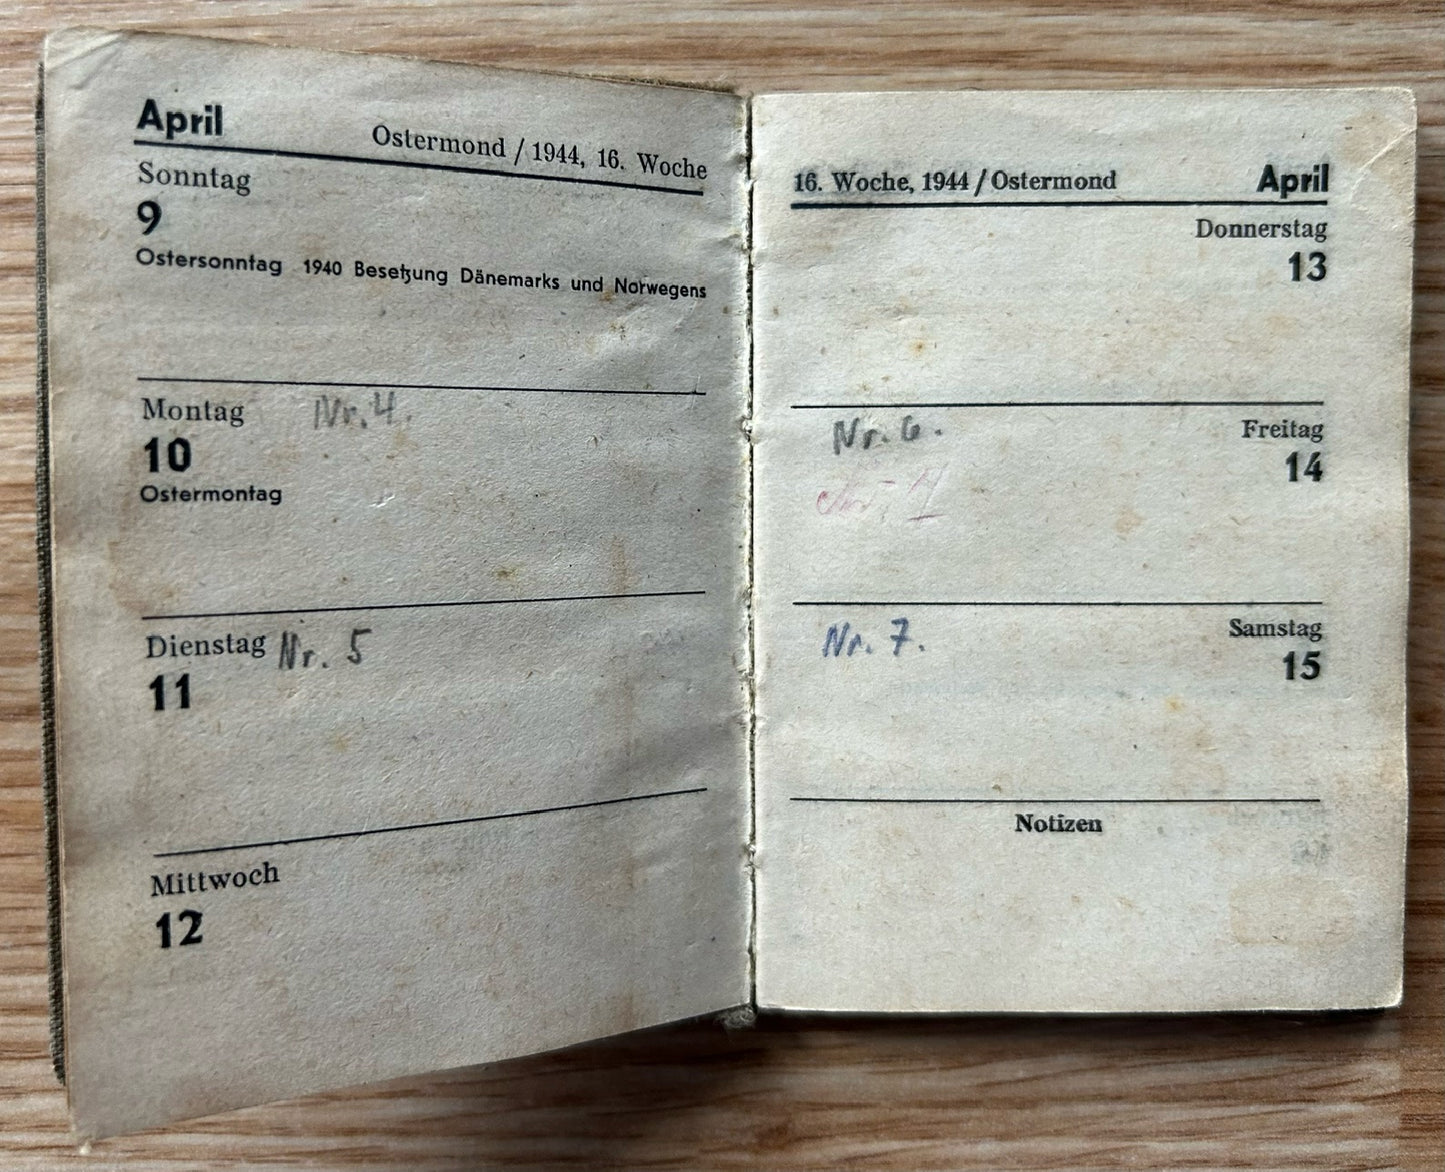 April
Ostermond / 1944, 16. Woche
Sonntag
9
Ostersonntag 1940 Besetzung Dänemarks und Norwegens
Montag Nr. 4.
10
Ostermontag
Dienstag Nr. 5
11
Mittwoch
12
16. Woche, 1944 / Ostermond April
Donnerstag
13
Nr. 6. Freitag
14
Nr. 7. Samstag
15
Notizen